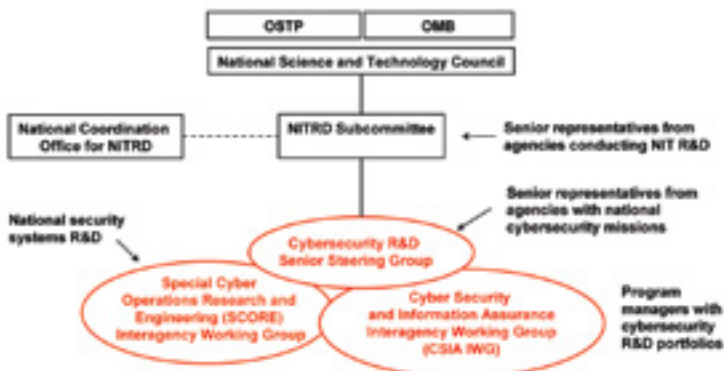 OSTP
OMB
National Science and Technology Council
National Coordination
Office for NITRD
NITRD Subcommittee
Senior representatives from
agencies conducting NIT R&D
Senior representatives from
agencies with national
cybersecurity missions
National security
systems R&D
Cybersecurity R&D
Senior Steering Group
Special Cyber
Operations Research and
Engineering (SCORE)
Interagency Working Group
Cyber Security
and Information Assurance
Interagency Working Group
(CSIA IWG)
Program
managers with
cybersecurity
R&D portfolios